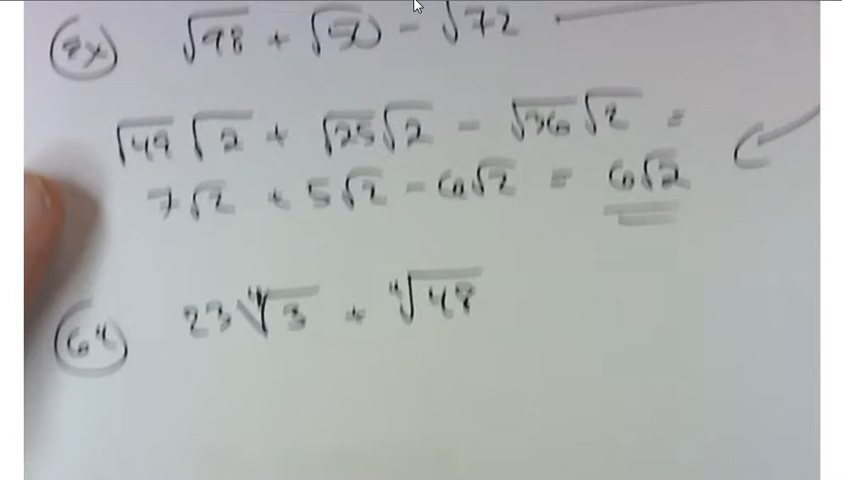 Ex √98 + √50 - √72
√49 √2 + √25 √2 - √36 √2 =
7√2 + 5√2 - 6√2 = 6√2
64 23 ∜3 + ∜48